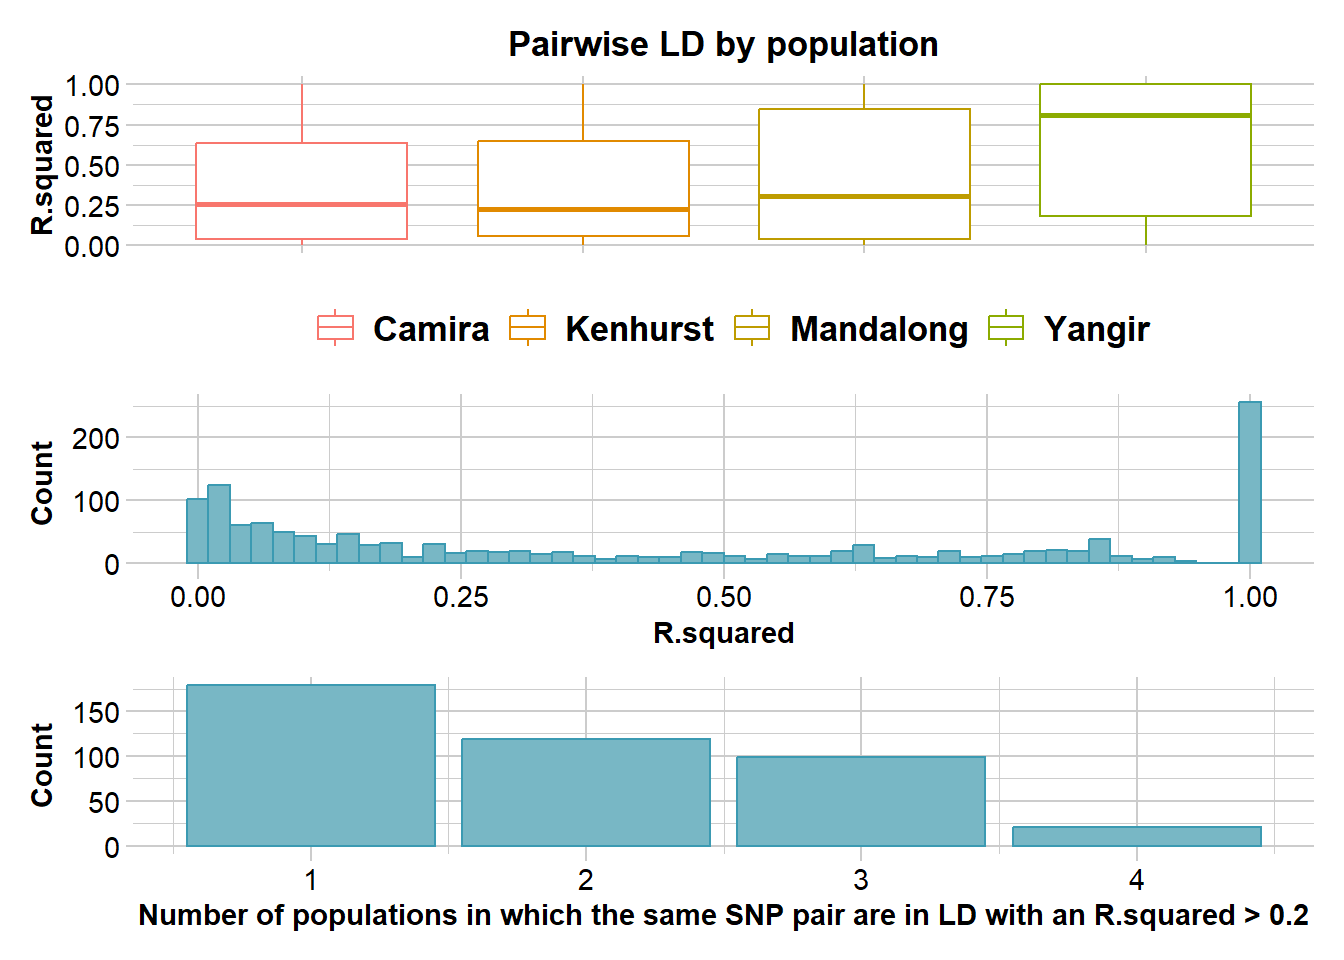 Pairwise LD by population
R.squared
1.00
0.75
0.50
0.25
0.00
Camira Kenhurst Mandalong Yangir
Count
200
100
0
0.00 0.25 0.50 0.75 1.00
R.squared
Count
150
100
50
0
1 2 3 4
Number of populations in which the same SNP pair are in LD with an R.squared > 0.2